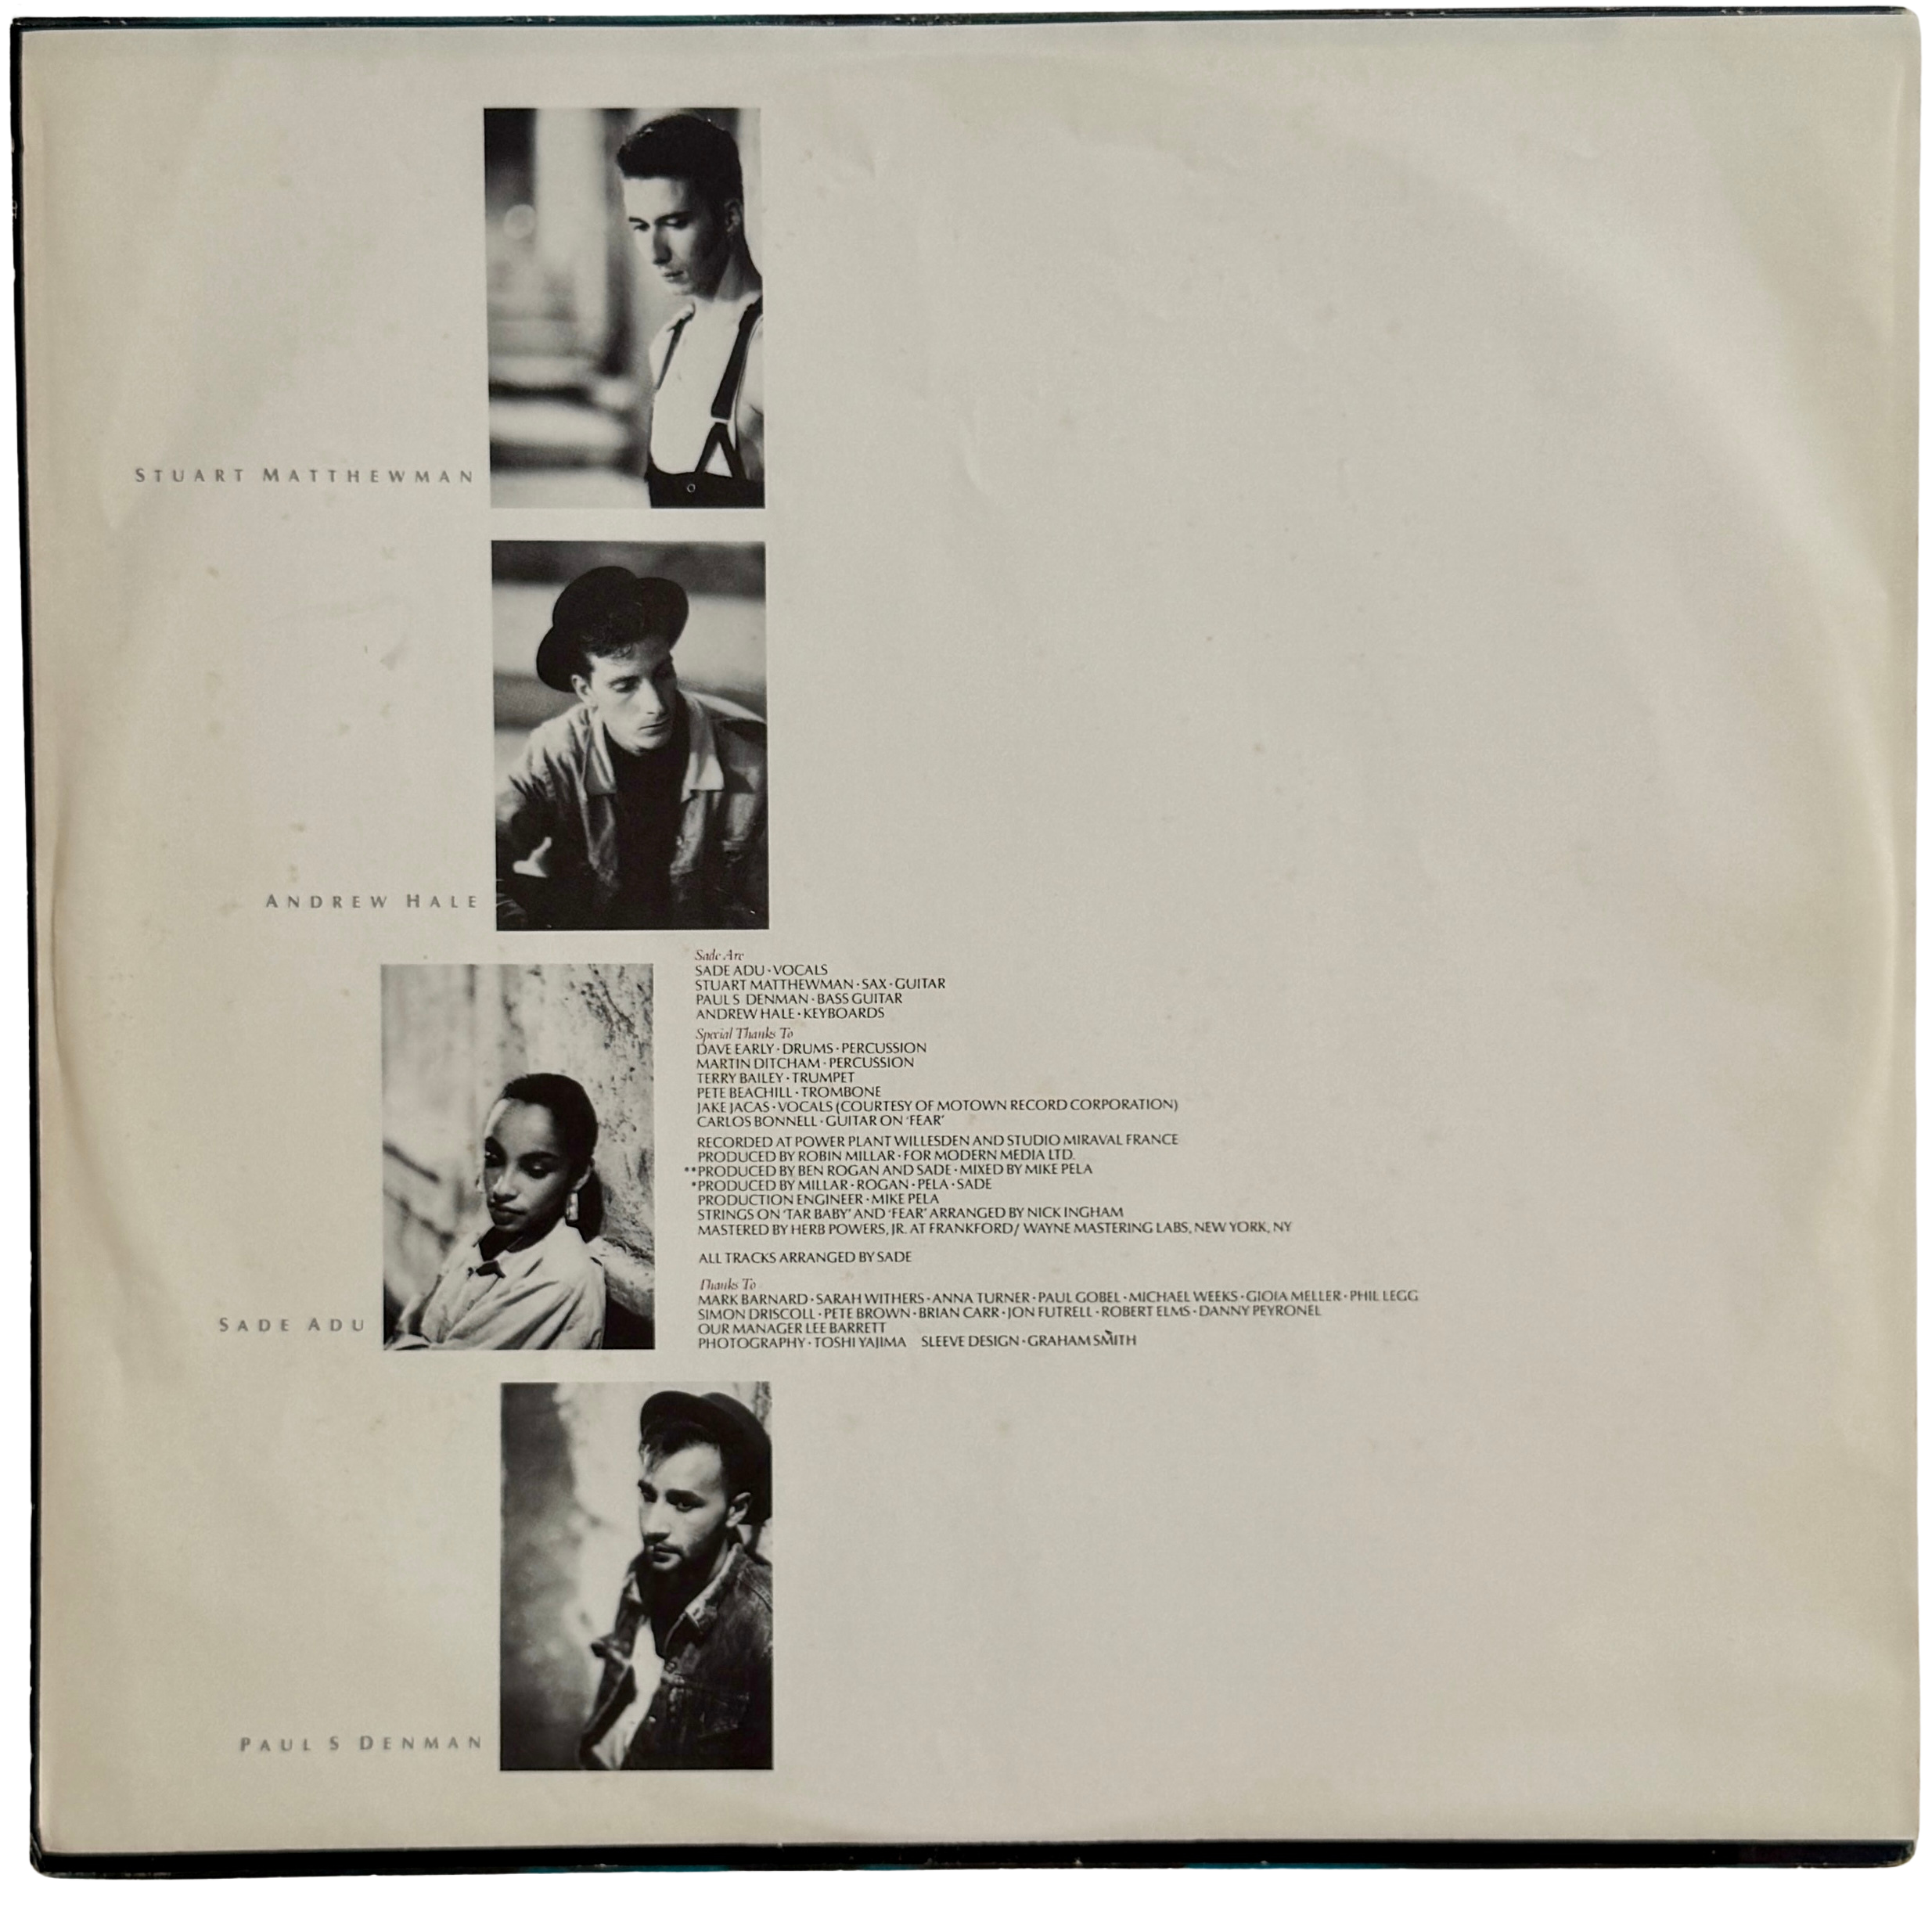 STUART MATTHEWMAN
ANDREW HALE
Sade Are
SADE ADU · VOCALS
STUART MATTHEWMAN · SAX · GUITAR
PAUL S DENMAN · BASS GUITAR
ANDREW HALE · KEYBOARDS
Special Thanks To
DAVE EARLY · DRUMS · PERCUSSION
MARTIN DITCHAM · PERCUSSION
TERRY BAILEY · TRUMPET
PETE BEACHILL · TROMBONE
JAKE JACAS · VOCALS (COURTESY OF MOTOWN RECORD CORPORATION)
CARLOS BONNELL · GUITAR ON 'FEAR'
RECORDED AT POWER PLANT WILLESDEN AND STUDIO MIRAVAL FRANCE
PRODUCED BY ROBIN MILLAR · FOR MODERN MEDIA LTD.
**PRODUCED BY BEN ROGAN AND SADE · MIXED BY MIKE PELA
*PRODUCED BY MILLAR · ROGAN · PELA · SADE
PRODUCTION ENGINEER · MIKE PELA
STRINGS ON 'TAR BABY' AND 'FEAR' ARRANGED BY NICK INGHAM
MASTERED BY HERB POWERS, JR. AT FRANKFORD/ WAYNE MASTERING LABS, NEW YORK, NY
ALL TRACKS ARRANGED BY SADE
Thanks To
MARK BARNARD · SARAH WITHERS · ANNA TURNER · PAUL GOBEL · MICHAEL WEEKS · GIOIA MELLER · PHIL LEGG
SIMON DRISCOLL · PETE BROWN · BRIAN CARR · JON FUTRELL · ROBERT ELMS · DANNY PEYRONEL
OUR MANAGER LEE BARRETT
PHOTOGRAPHY · TOSHI YAJIMA SLEEVE DESIGN · GRAHAM SMITH
SADE ADU
PAUL S DENMAN